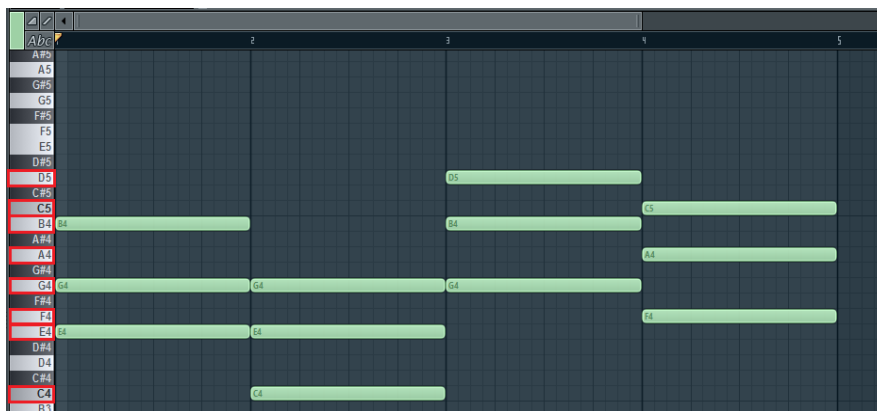 Abc 1 2 3 4 5
A#5
A5
G#5
G5
F#5
F5
E5
D#5
D5 D5
C#5
C5 C5
B4 B4 B4
A#4
A4 A4
G#4
G4 G4 G4 G4
F#4
F4 F4
E4 E4 E4
D#4
D4
C#4
C4 C4
B3